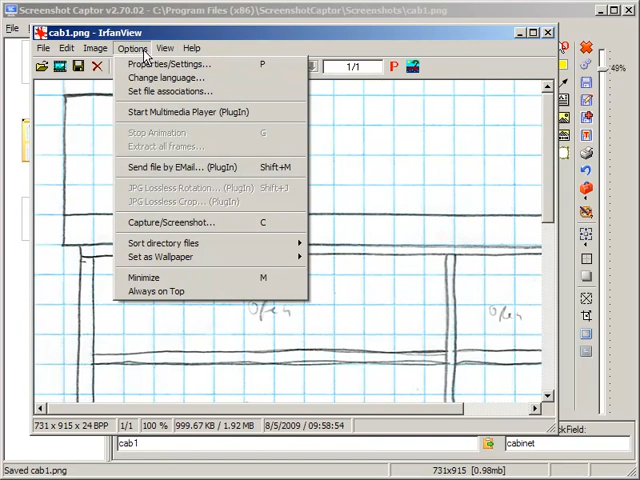 Screenshot Captor v2.70.02 - C:\Program Files (x86)\ScreenshotCaptor\Screenshots\cab1.png
File
cab1.png - IrfanView
File Edit Image Options View Help
1/1
P
49%
Properties/Settings... P
Change language...
Set file associations...
Start Multimedia Player (PlugIn)
Stop Animation G
Extract all frames...
Send file by EMail... (PlugIn) Shift+M
JPG Lossless Rotation... (PlugIn) Shift+J
JPG Lossless Crop... (PlugIn)
Capture/Screenshot... C
Sort directory files
Set as Wallpaper
Minimize M
Always on Top
Open
Open
731 x 915 x 24 BPP 1/1 100 % 999.67 KB / 1.92 MB 8/5/2009 / 09:58:54
ckField:
cab1
cabinet
Saved cab1.png
731x915 [0.98mb]